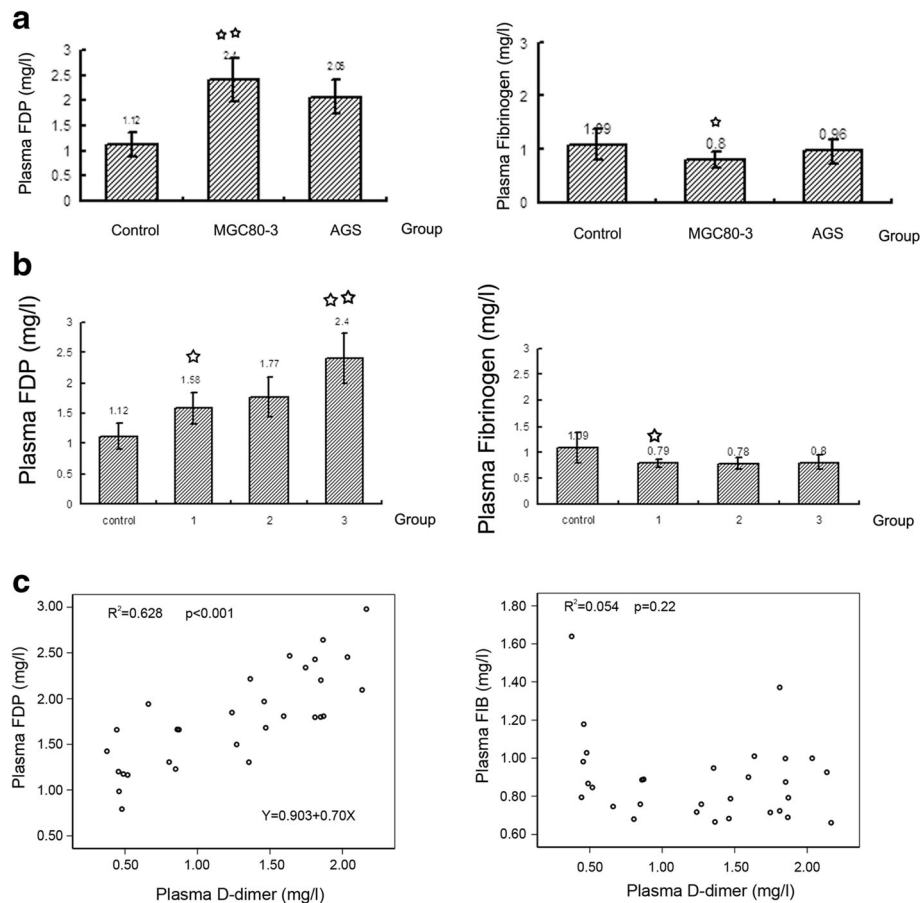 a
Plasma FDP (mg/l)
3
2.5
2
1.5
1
0.5
0
1.12
2.4
2.05
Control MGC80-3 AGS Group
Plasma Fibrinogen (mg/l)
3
2
1
0
1.09
0.8
0.96
Control MGC80-3 AGS Group
b
Plasma FDP (mg/l)
3
2.5
2
1.5
1
0.5
0
1.12
1.58
1.77
2.4
control 1 2 3 Group
Plasma Fibrinogen (mg/l)
3
2.5
2
1.5
1
0.5
0
1.09
0.79
0.78
0.8
control 1 2 3 Group
c
Plasma FDP (mg/l)
3.00
2.50
2.00
1.50
1.00
0.50
R²=0.628 p<0.001
Y=0.903+0.70X
0.50 1.00 1.50 2.00
Plasma D-dimer (mg/l)
Plasma FIB (mg/l)
1.80
1.60
1.40
1.20
1.00
0.80
0.60
R²=0.054 p=0.22
0.50 1.00 1.50 2.00
Plasma D-dimer (mg/l)